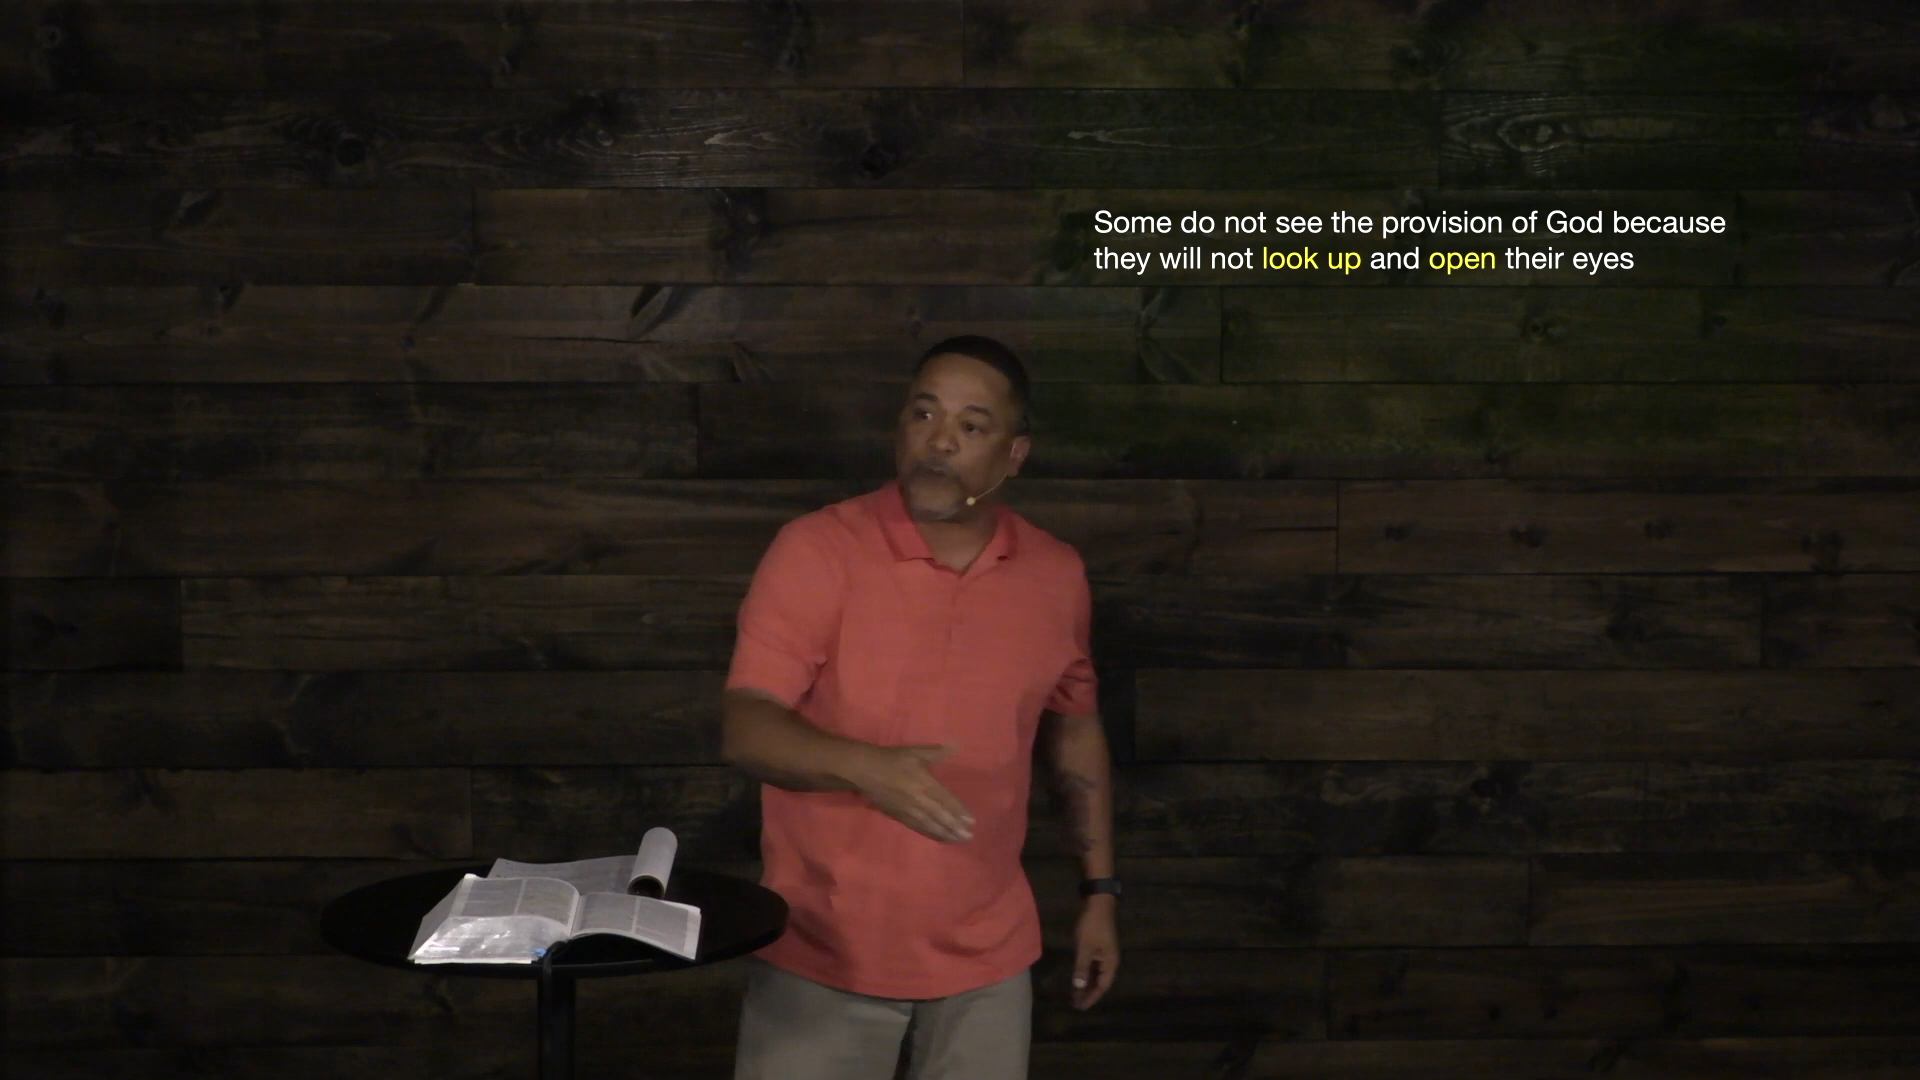 Some do not see the provision of God because
they will not look up and open their eyes